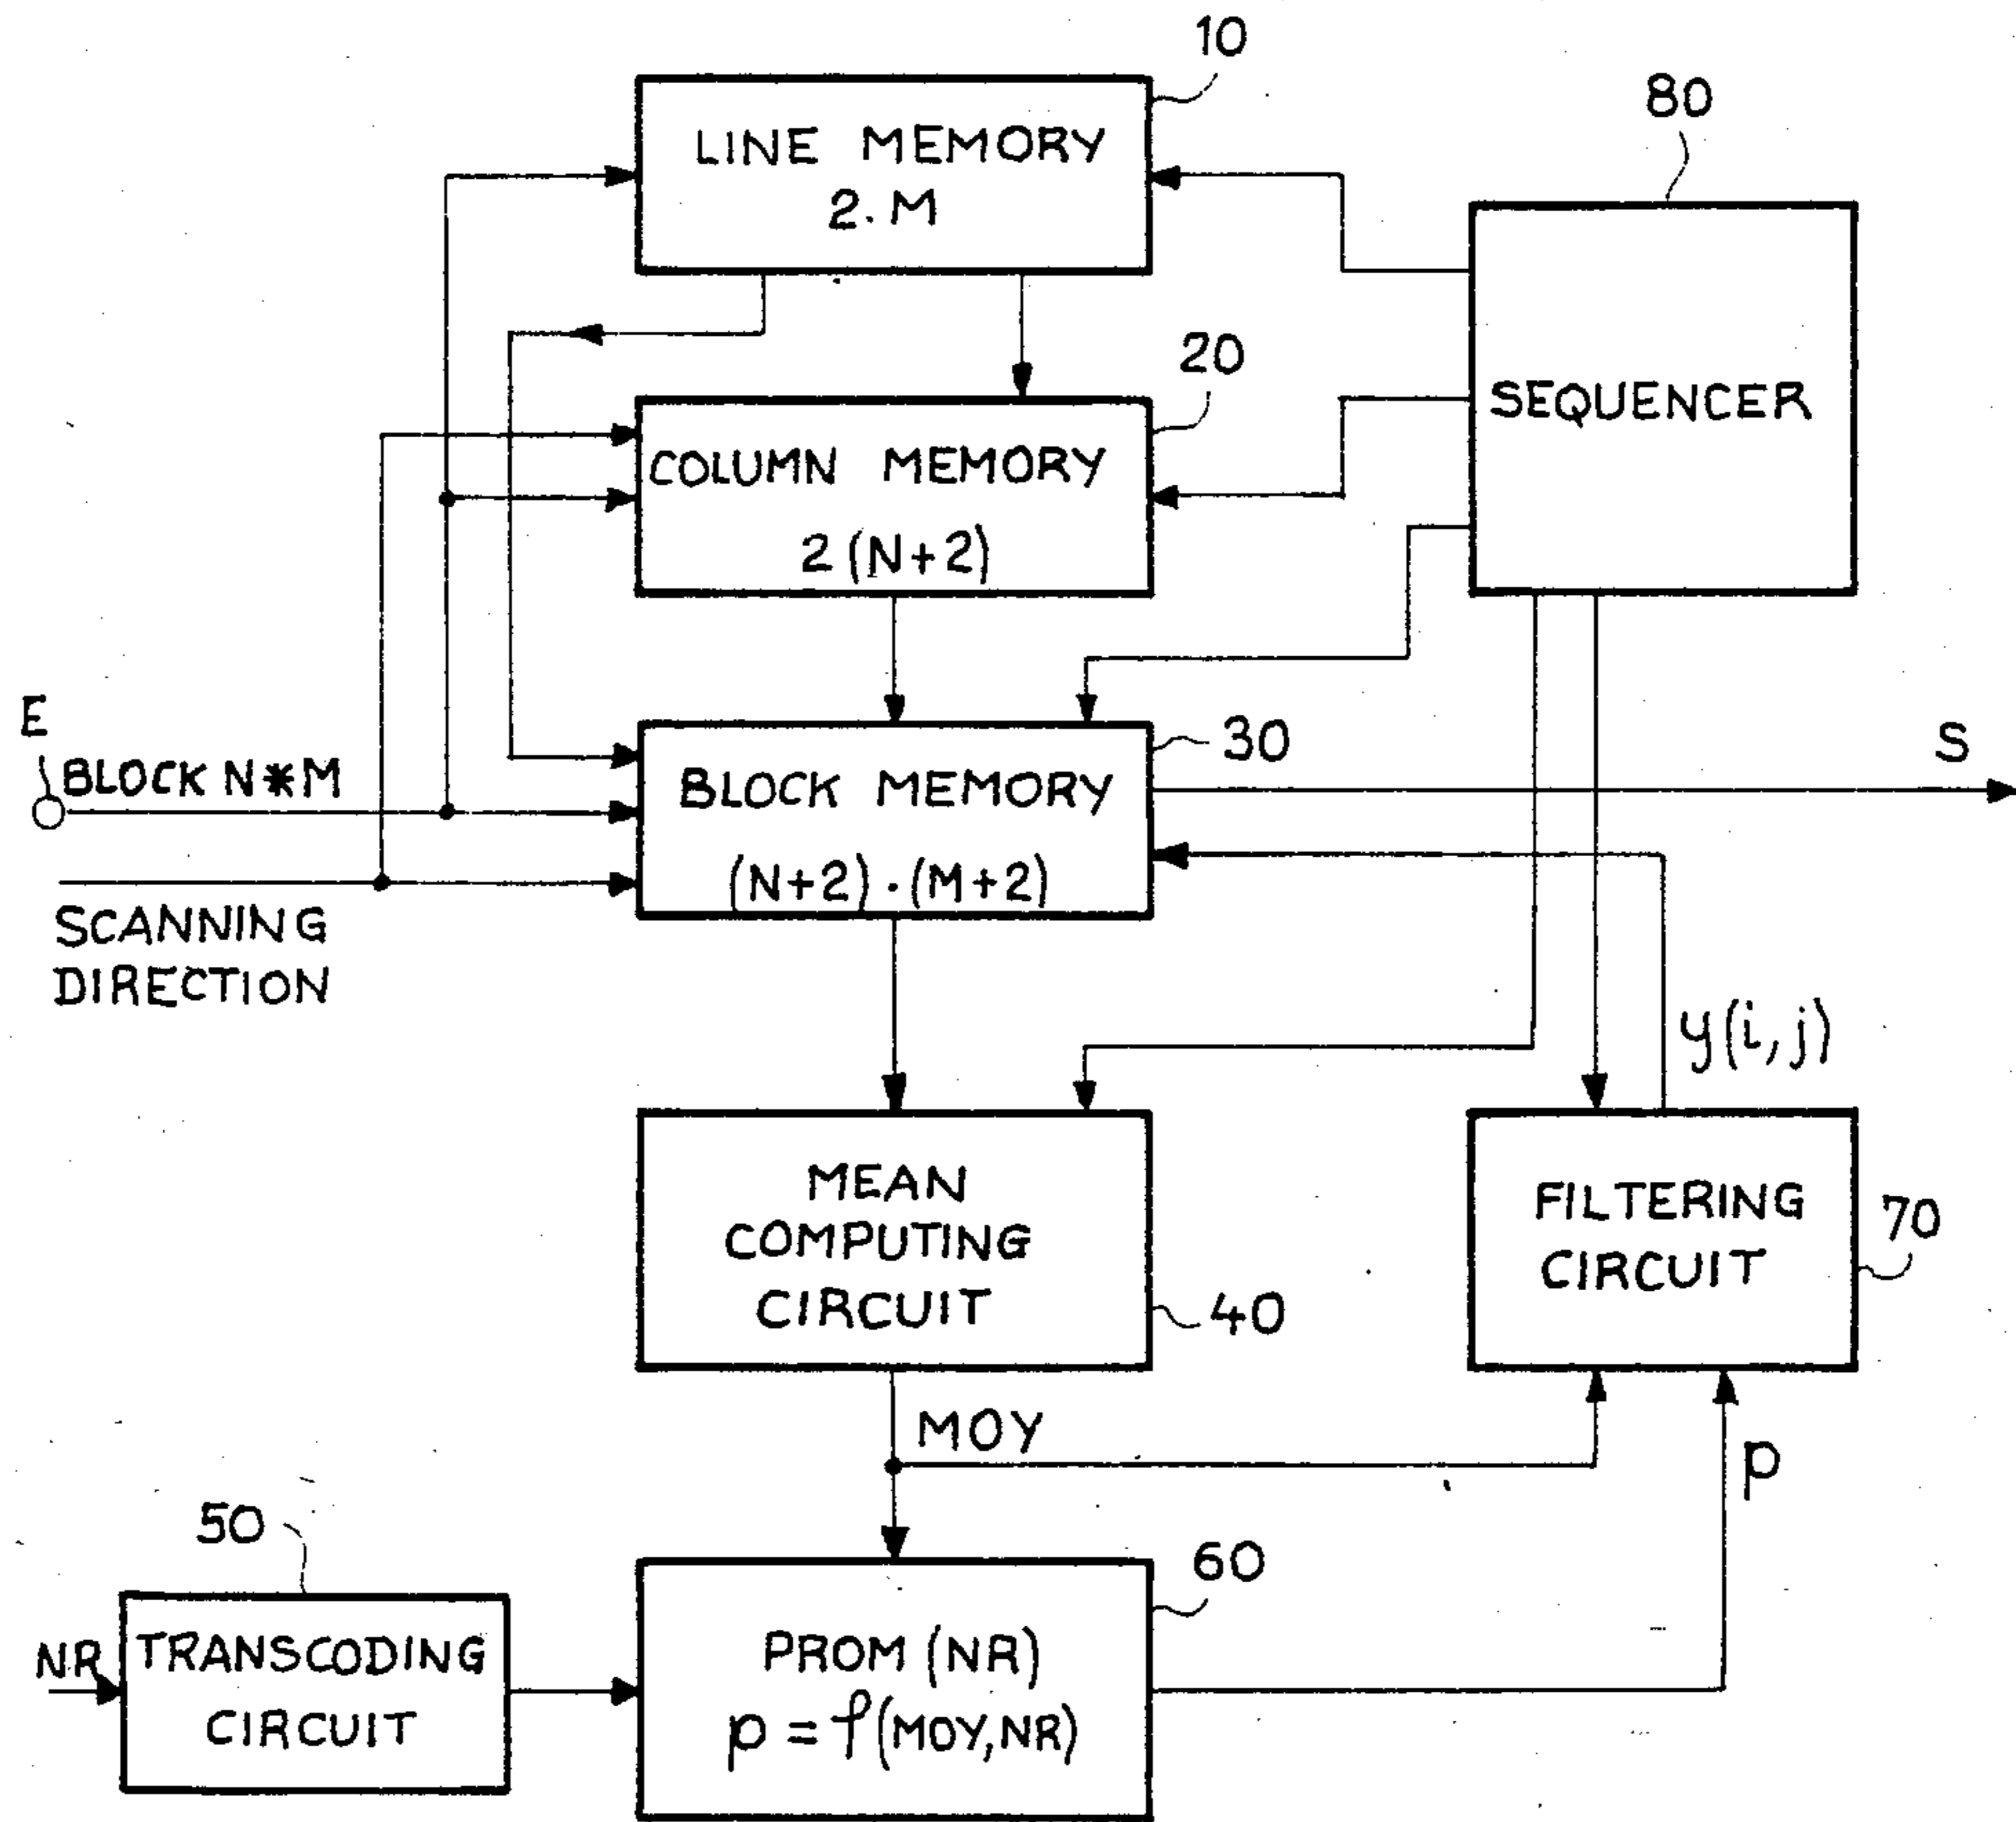 10
LINE MEMORY
2.M
80
SEQUENCER
20
COLUMN MEMORY
2(N+2)
E
BLOCK N*M
30
BLOCK MEMORY
(N+2).(M+2)
S
SCANNING
DIRECTION
y(i,j)
MEAN
COMPUTING
CIRCUIT
40
FILTERING
CIRCUIT
70
MOY
p
50
NR
TRANSCODING
CIRCUIT
60
PROM (NR)
p = f(MOY,NR)